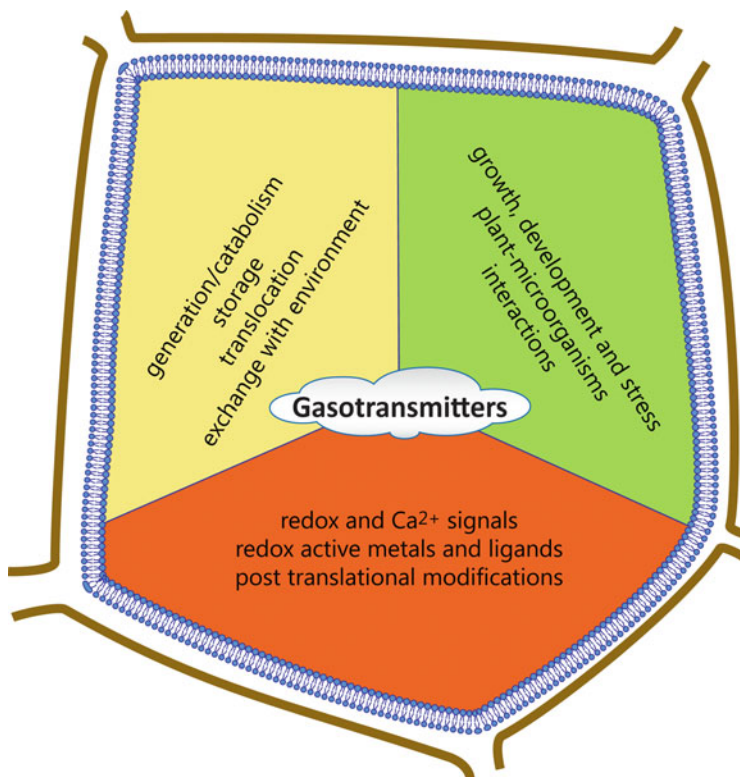 generation/catabolism
storage
translocation
exchange with environment
growth, development and stress
plant-microorganisms
interactions
Gasotransmitters
redox and Ca²⁺ signals
redox active metals and ligands
post translational modifications